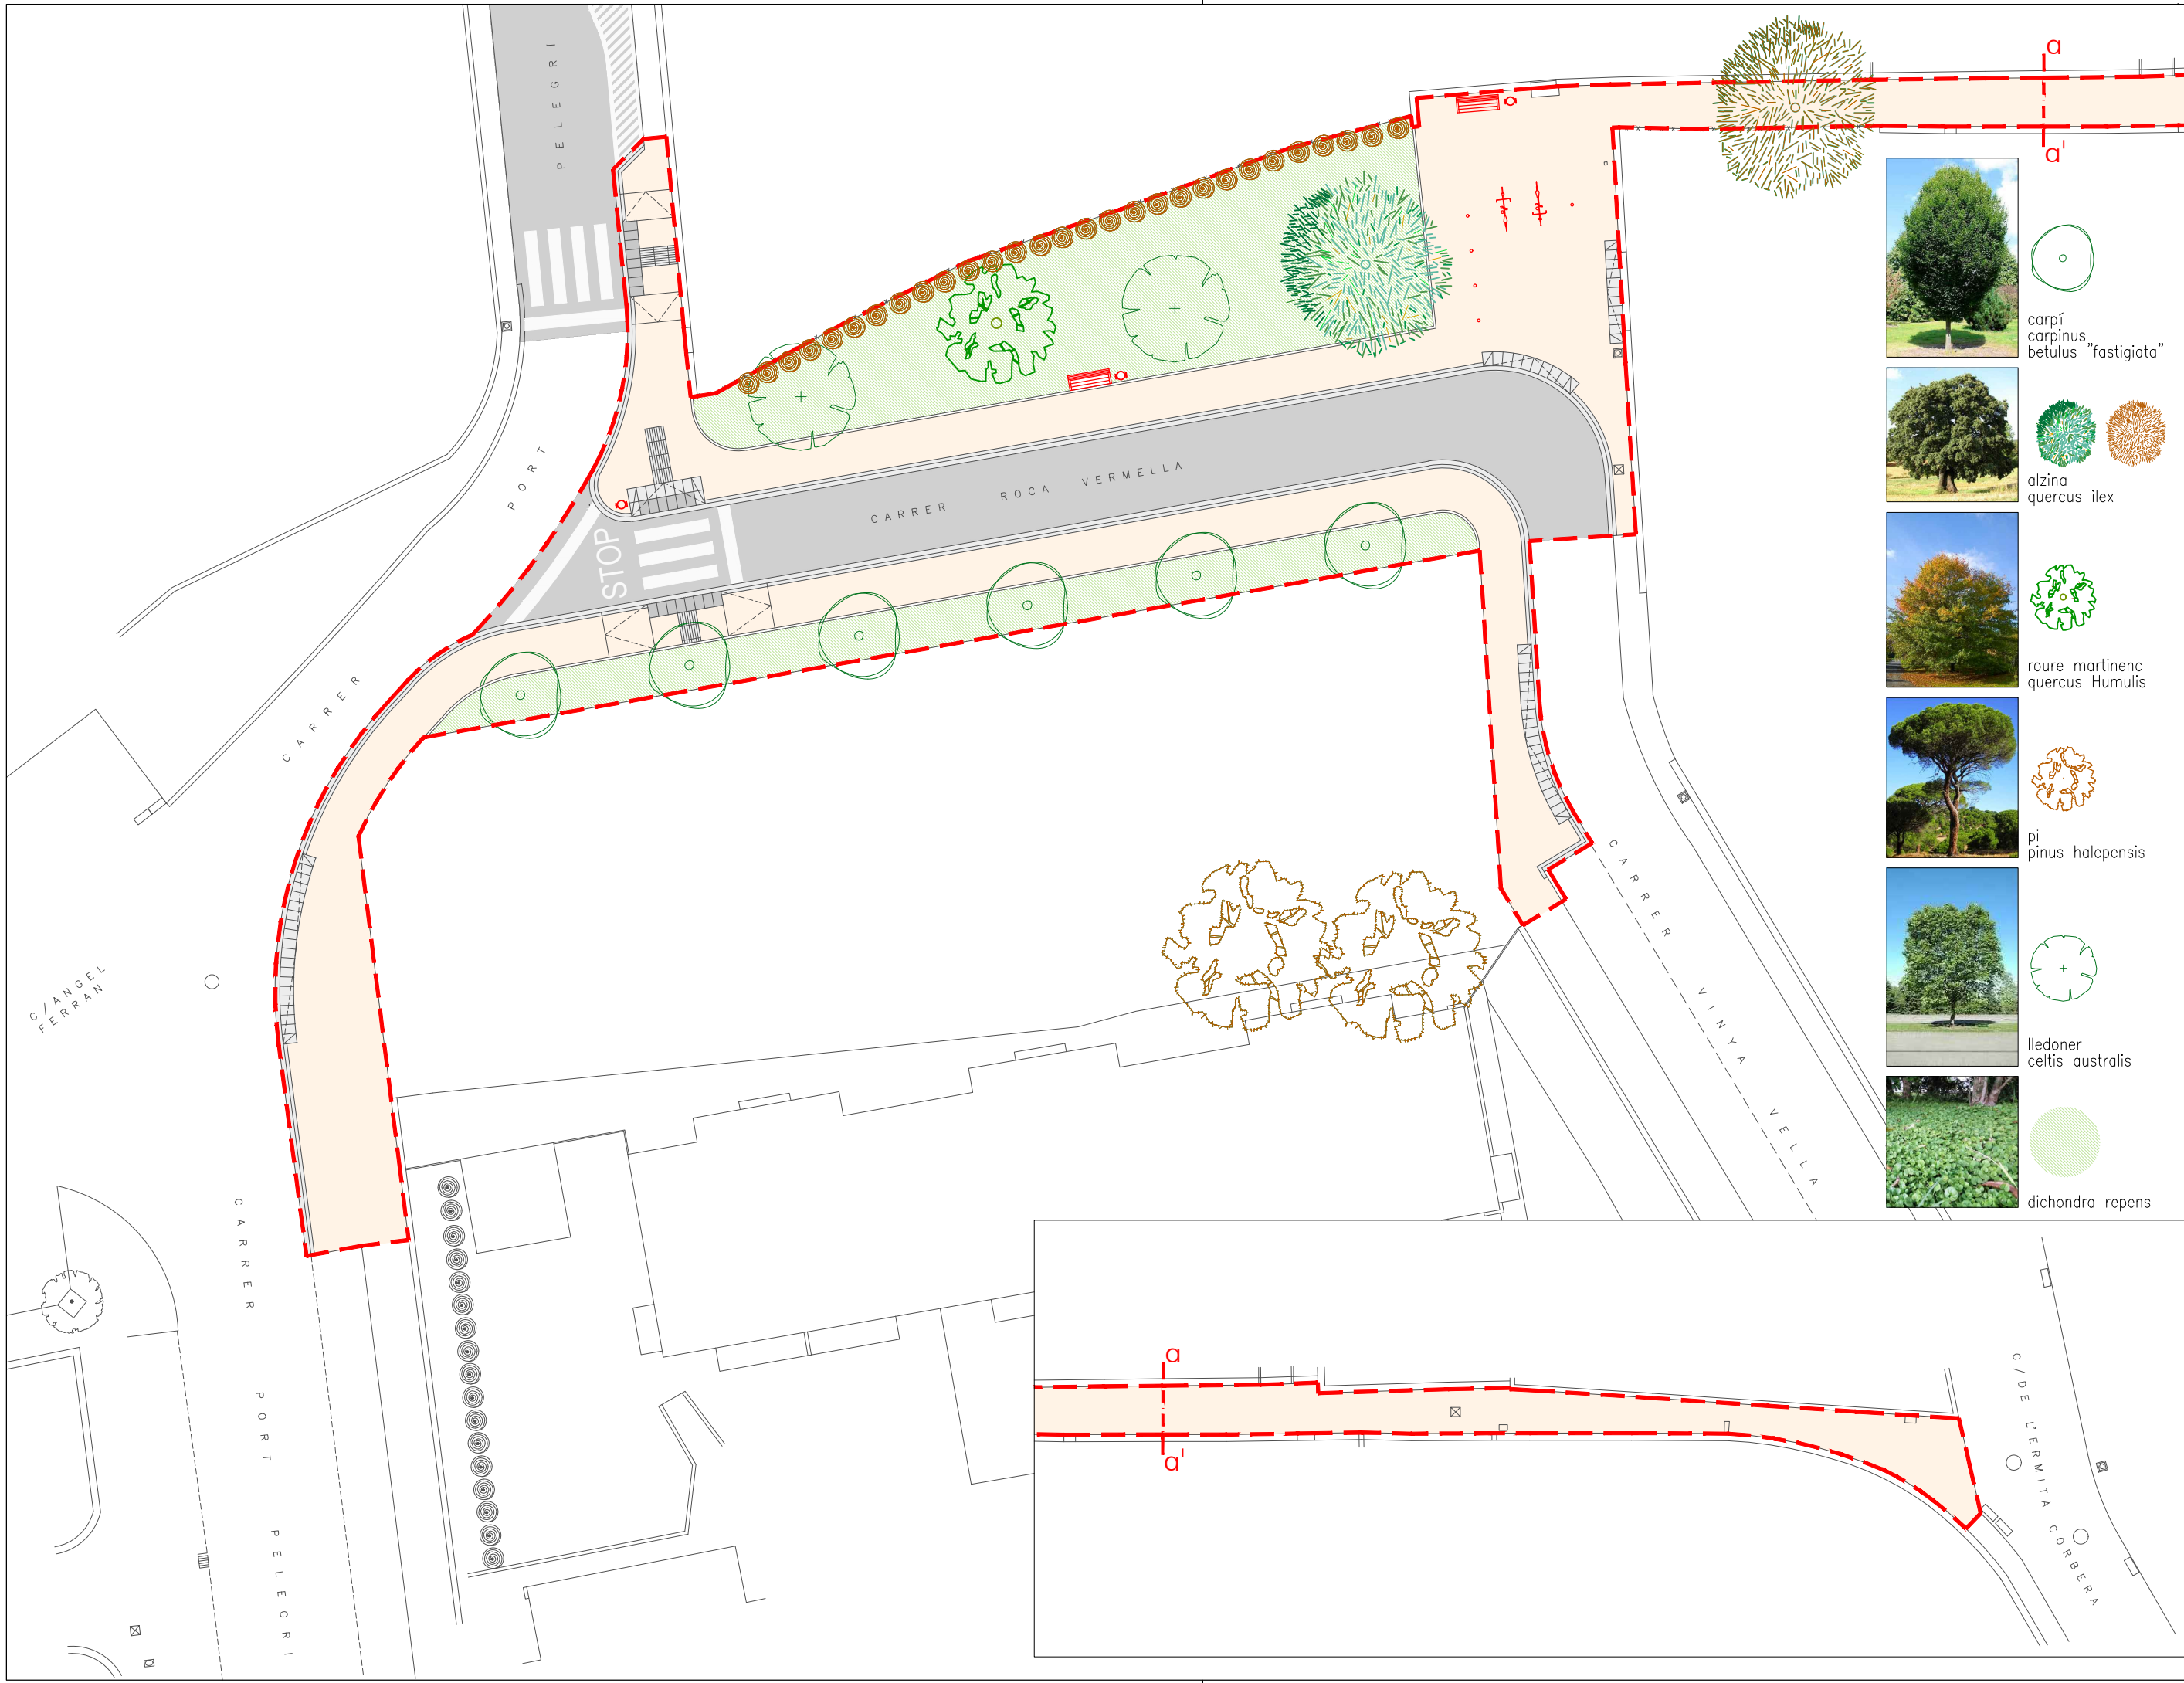 PELEGRI
PORT
CARRER
CARRER ROCA VERMELLA
STOP
a
a'
carpí
carpinus
betulus "fastigiata"
alzina
quercus ilex
roure martinenc
quercus Humulis
pi
pinus halepensis
lledoner
celtis australis
dichondra repens
C/ANGEL
FERRAN
CARRER VINYA VELLA
CARRER PORT PELEGRI
a
a'
C/DE L'ERMITA CORBERA